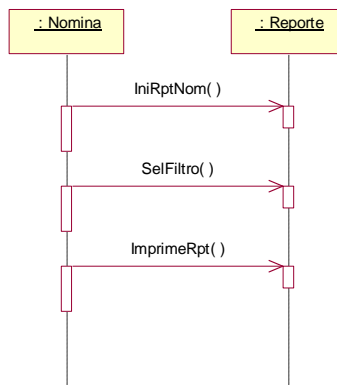 : Nomina
: Reporte
IniRptNom( )
SelFiltro( )
ImprimeRpt( )